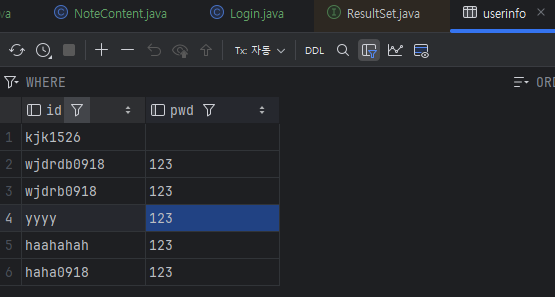 va NoteContent.java Login.java ResultSet.java userinfo
Tx: 자동 DDL
WHERE OR
id pwd
1 kjk1526
2 wjdrdb0918 123
3 wjdrb0918 123
4 yyyy 123
5 haahahah 123
6 haha0918 123